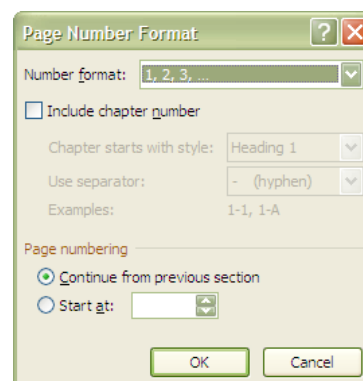 Page Number Format
Number format: 1, 2, 3, ...
Include chapter number
Chapter starts with style: Heading 1
Use separator: - (hyphen)
Examples: 1-1, 1-A
Page numbering
Continue from previous section
Start at:
OK Cancel